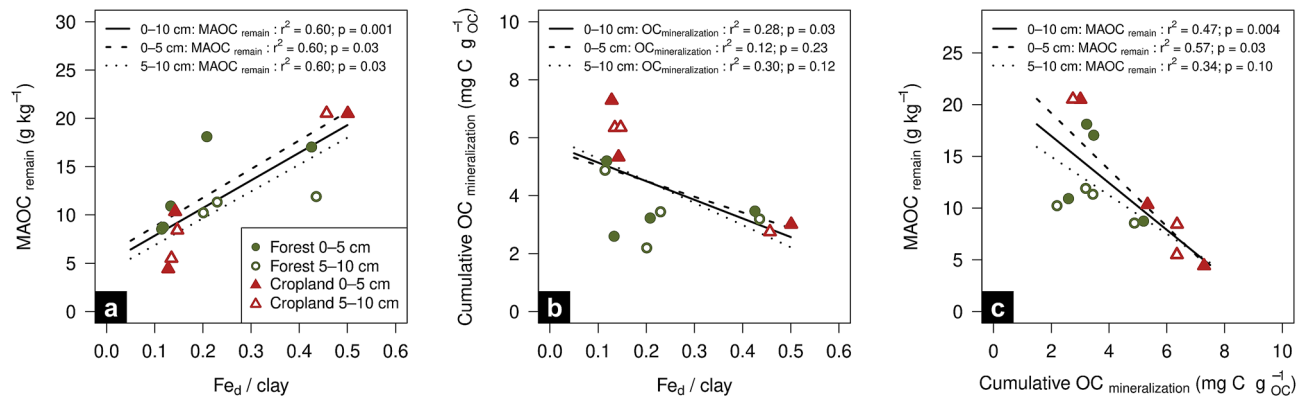 0–10 cm: MAOC remain : r² = 0.60; p = 0.001
0–5 cm: MAOC remain : r² = 0.60; p = 0.03
5–10 cm: MAOC remain : r² = 0.60; p = 0.03
MAOC remain (g kg⁻¹)
30
25
20
15
10
5
0
Forest 0–5 cm
Forest 5–10 cm
Cropland 0–5 cm
Cropland 5–10 cm
a
0.0 0.1 0.2 0.3 0.4 0.5 0.6
Fed / clay
0–10 cm: OCmineralization : r² = 0.28; p = 0.03
0–5 cm: OCmineralization : r² = 0.12; p = 0.23
5–10 cm: OCmineralization : r² = 0.30; p = 0.12
Cumulative OC mineralization (mg C g⁻¹OC)
10
8
6
4
2
0
b
0.0 0.1 0.2 0.3 0.4 0.5 0.6
Fed / clay
0–10 cm: MAOC remain : r² = 0.47; p = 0.004
0–5 cm: MAOC remain : r² = 0.57; p = 0.03
5–10 cm: MAOC remain : r² = 0.34; p = 0.10
MAOC remain (g kg⁻¹)
25
20
15
10
5
0
c
0 2 4 6 8 10
Cumulative OC mineralization (mg C g⁻¹OC)